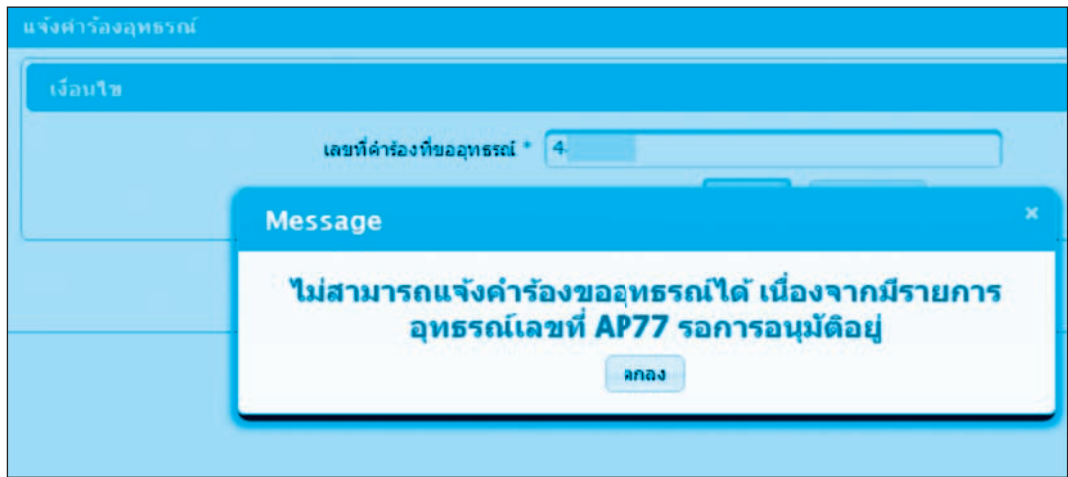 แจ้งคำร้องอุทธรณ์
เงื่อนไข
เลขที่คำร้องที่ขออุทธรณ์ * 4
Message ×
ไม่สามารถแจ้งคำร้องขออุทธรณ์ได้ เนื่องจากมีรายการ
อุทธรณ์เลขที่ AP77 รอการอนุมัติอยู่
ตกลง